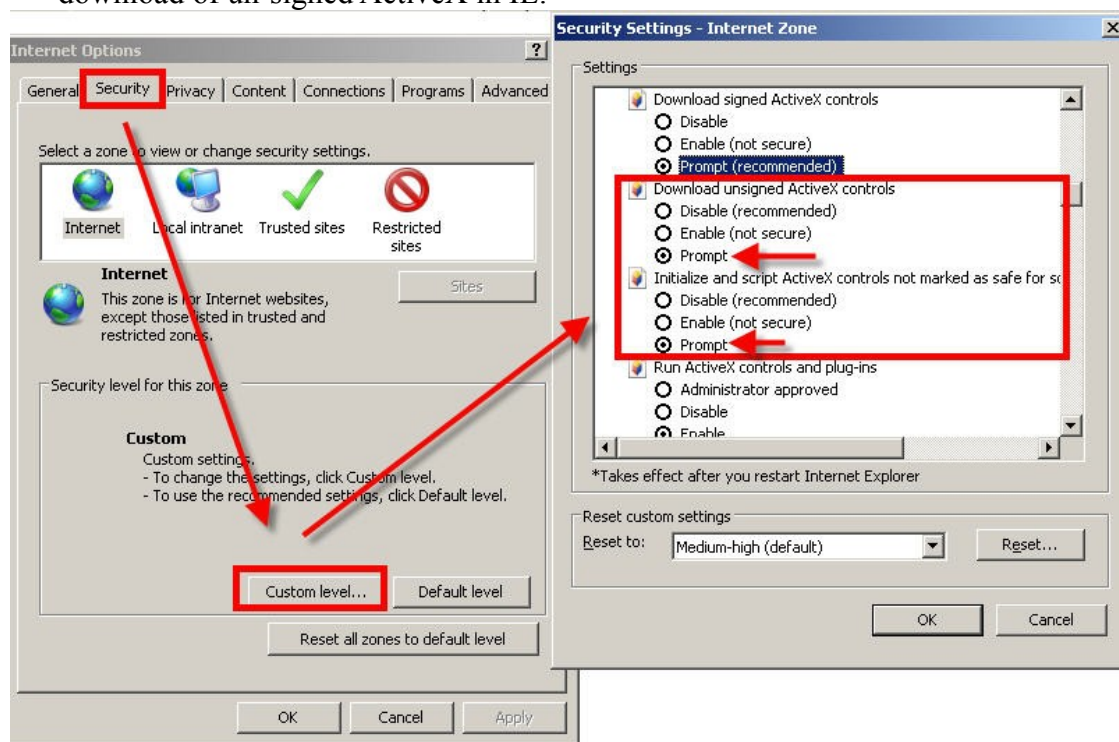 download of un-signed ActiveX in IE.
Internet Options
?
General Security Privacy Content Connections Programs Advanced
Select a zone to view or change security settings.
Internet Local intranet Trusted sites Restricted
sites
Internet
Sites
This zone is for Internet websites,
except those listed in trusted and
restricted zones.
Security level for this zone
Custom
Custom settings.
- To change the settings, click Custom level.
- To use the recommended settings, click Default level.
Custom level... Default level
Reset all zones to default level
OK Cancel Apply
Security Settings - Internet Zone
X
Settings
Download signed ActiveX controls
Disable
Enable (not secure)
Prompt (recommended)
Download unsigned ActiveX controls
Disable (recommended)
Enable (not secure)
Prompt
Initialize and script ActiveX controls not marked as safe for sc
Disable (recommended)
Enable (not secure)
Prompt
Run ActiveX controls and plug-ins
Administrator approved
Disable
Enable
*Takes effect after you restart Internet Explorer
Reset custom settings
Reset to: Medium-high (default) Reset...
OK Cancel